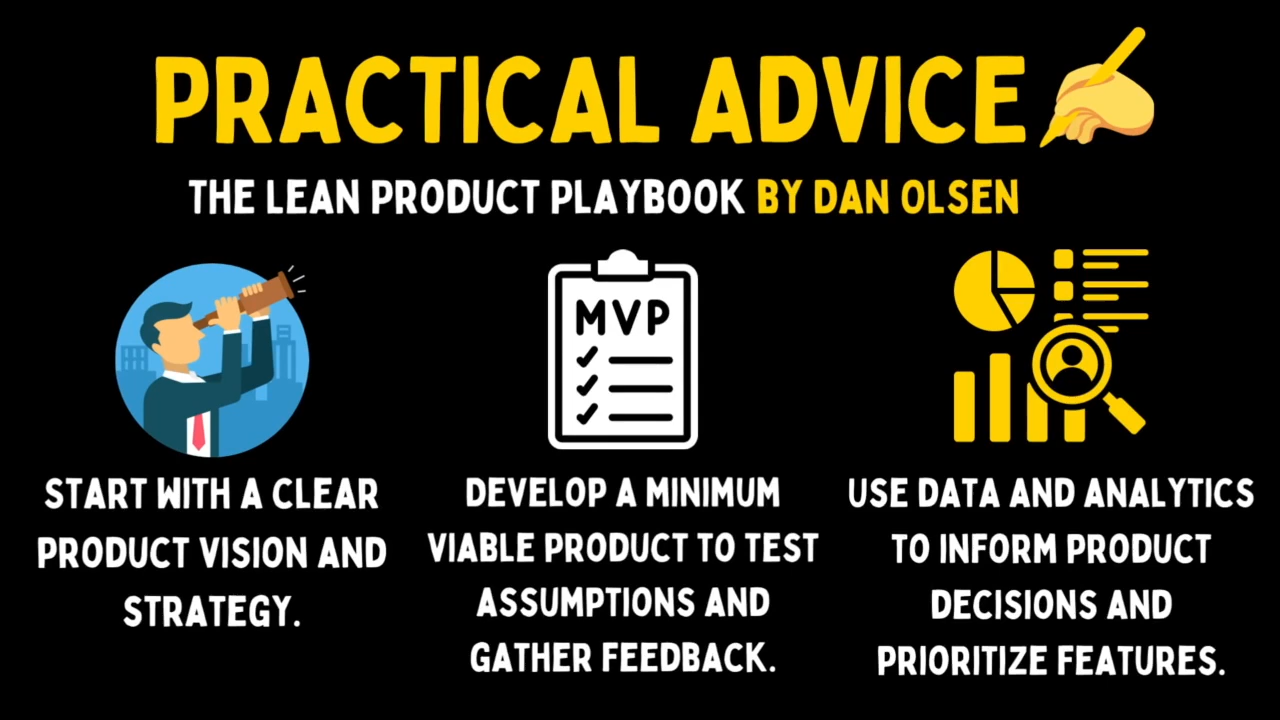 PRACTICAL ADVICE
THE LEAN PRODUCT PLAYBOOK BY DAN OLSEN
START WITH A CLEAR
PRODUCT VISION AND
STRATEGY.
MVP
DEVELOP A MINIMUM
VIABLE PRODUCT TO TEST
ASSUMPTIONS AND
GATHER FEEDBACK.
USE DATA AND ANALYTICS
TO INFORM PRODUCT
DECISIONS AND
PRIORITIZE FEATURES.